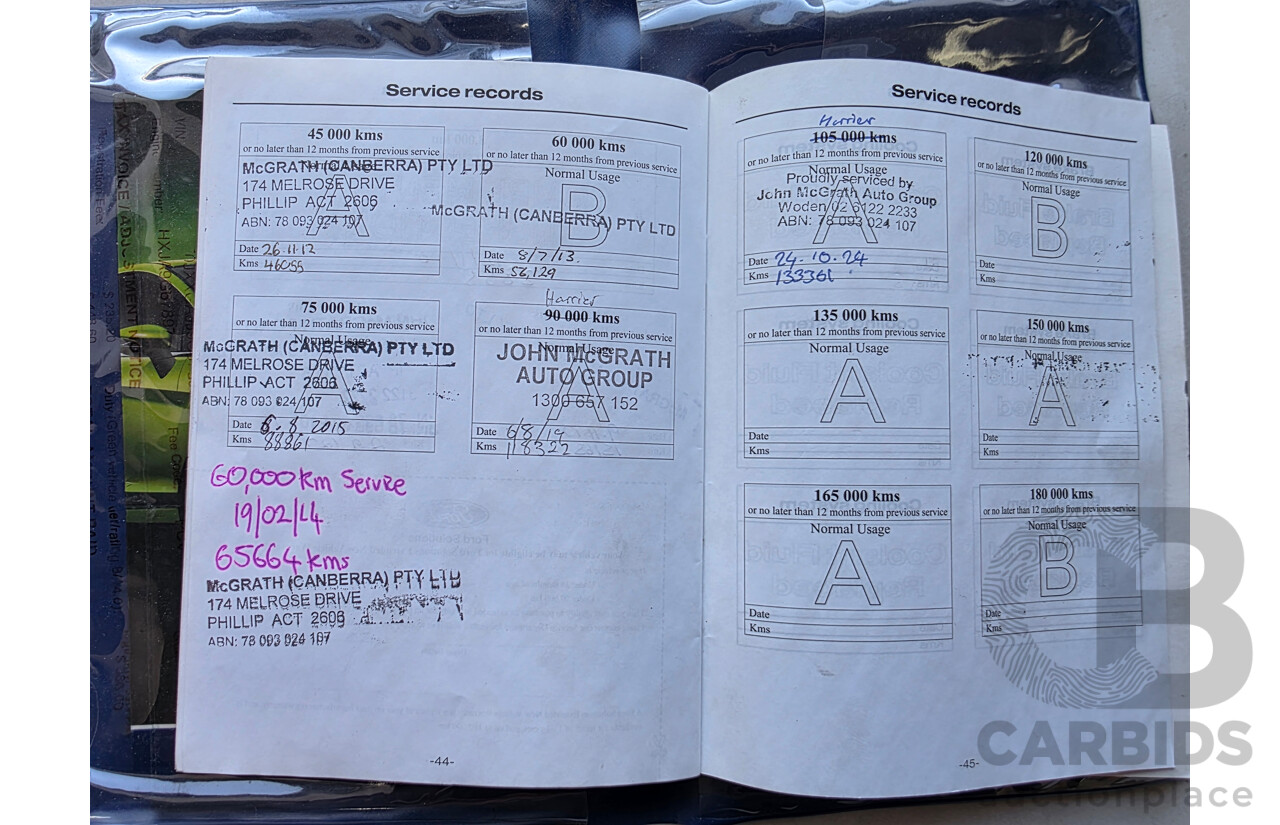 Service records
45 000 kms
or no later than 12 months from previous service
Normal Usage
McGRATH (CANBERRA) PTY LTD
174 MELROSE DRIVE
PHILLIP ACT 2606
ABN: 78 093 024 107
A
Date 26.11.12
Kms 46055
60 000 kms
or no later than 12 months from previous service
Normal Usage
B
McGRATH (CANBERRA) PTY LTD
Date 8/7/13
Kms 56,129
75 000 kms
or no later than 12 months from previous service
Normal Usage
McGRATH (CANBERRA) PTY LTD
174 MELROSE DRIVE
PHILLIP ACT 2606
ABN: 78 093 024 107
A
Date 6.8.2015
Kms 88861
Harrier
90 000 kms
or no later than 12 months from previous service
Normal Usage
JOHN McGRATH
AUTO GROUP
1300 657 152
A
Date 6/8/19
Kms 118322
60,000 km Service
19/02/14
65664 kms
McGRATH (CANBERRA) PTY LTD
174 MELROSE DRIVE
PHILLIP ACT 2606
ABN: 78 093 024 107
-44-
Service records
Harrier
105 000 kms
or no later than 12 months from previous service
Normal Usage
Proudly serviced by
John McGrath Auto Group
Woden 02 6122 2233
ABN: 78 093 024 107
A
Date 24.10.24
Kms 133361
120 000 kms
or no later than 12 months from previous service
Normal Usage
B
Date
Kms
135 000 kms
or no later than 12 months from previous service
Normal Usage
A
Date
Kms
150 000 kms
or no later than 12 months from previous service
Normal Usage
A
Date
Kms
165 000 kms
or no later than 12 months from previous service
Normal Usage
A
Date
Kms
180 000 kms
or no later than 12 months from previous service
Normal Usage
B
Date
Kms
-45-
CARBIDS
auctionplace